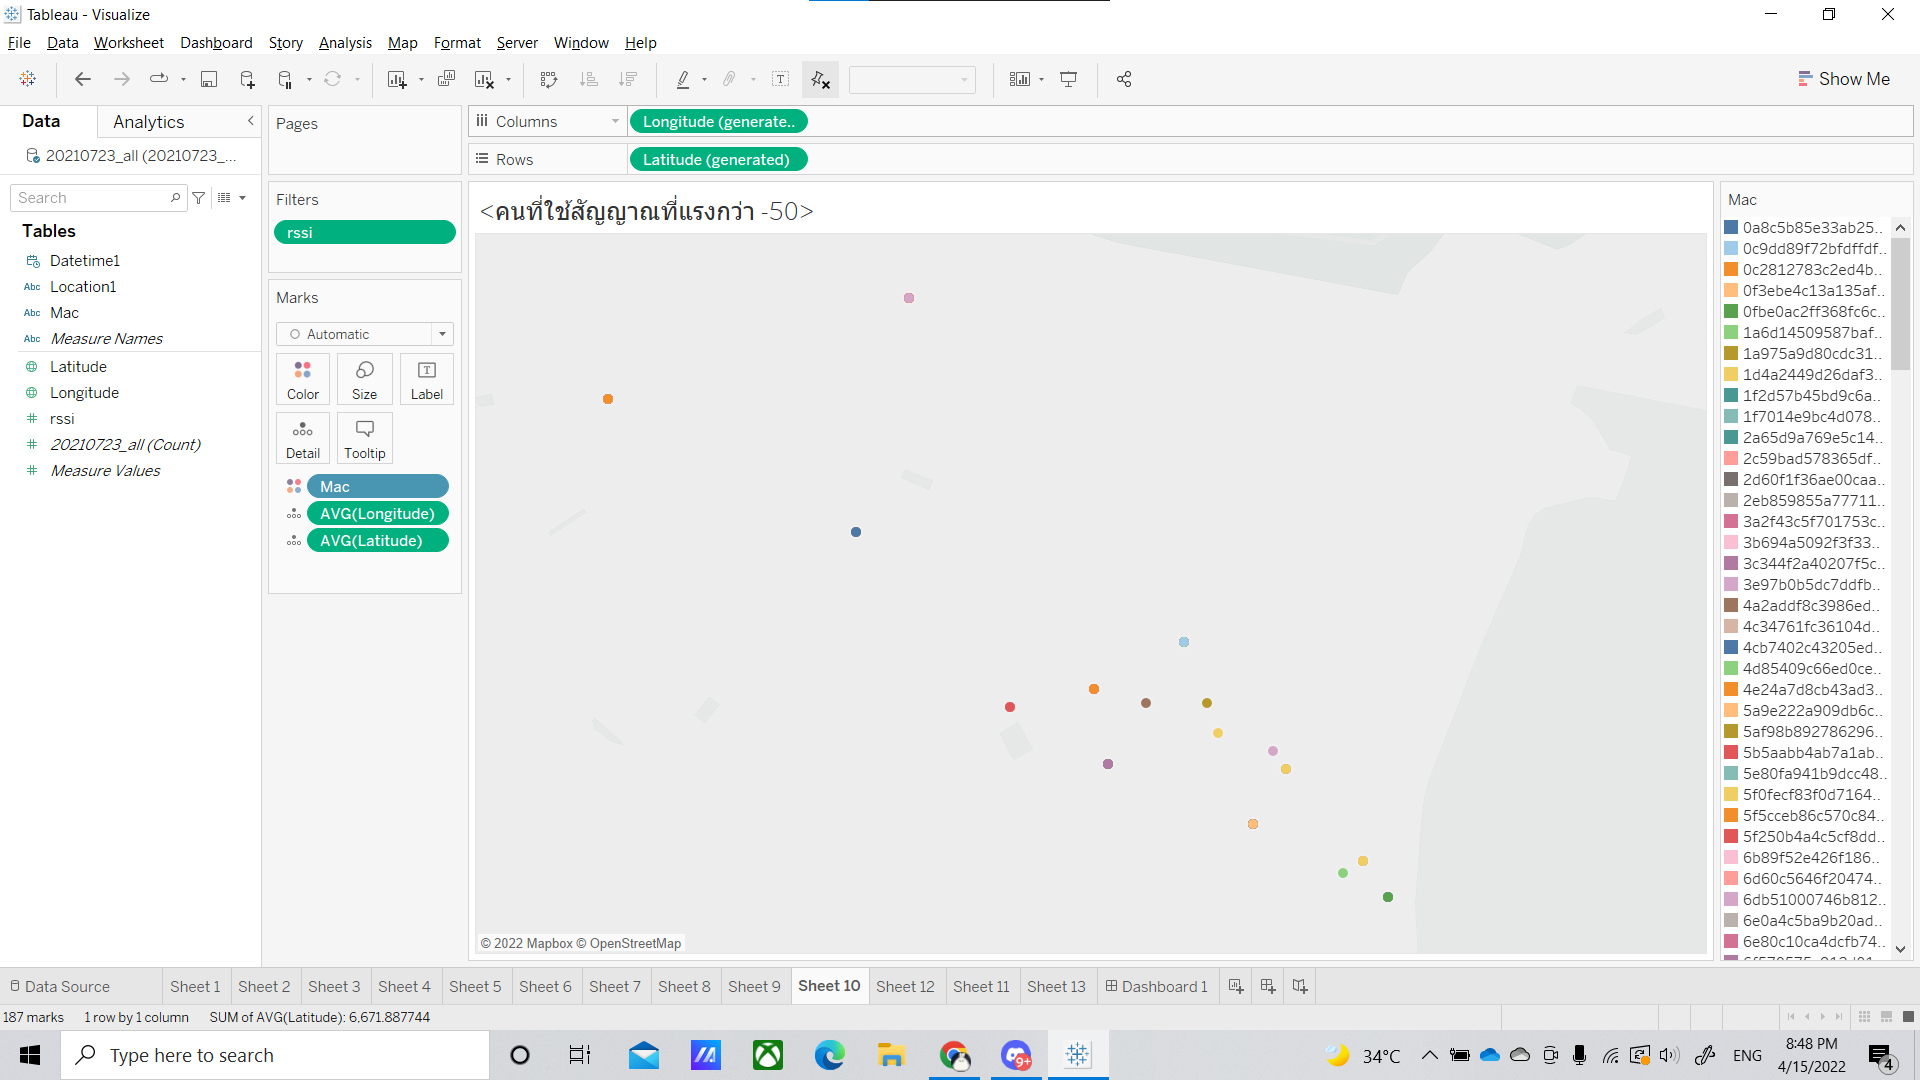 Tableau - Visualize
File Data Worksheet Dashboard Story Analysis Map Format Server Window Help
Show Me
Data Analytics
20210723_all (20210723_...
Search
Tables
Datetime1
Abc Location1
Abc Mac
Abc Measure Names
Latitude
Longitude
# rssi
# 20210723_all (Count)
# Measure Values
Pages
Filters
rssi
Marks
Automatic
Color Size Label
Detail Tooltip
Mac
AVG(Longitude)
AVG(Latitude)
Columns Longitude (generate..
Rows Latitude (generated)
<คนที่ใช้สัญญาณที่แรงกว่า -50>
© 2022 Mapbox © OpenStreetMap
Mac
0a8c5b85e33ab25..
0c9dd89f72bfdffdf..
0c2812783c2ed4b..
0f3ebe4c13a135af..
0fbe0ac2ff368fc6c..
1a6d14509587baf..
1a975a9d80cdc31..
1d4a2449d26daf3..
1f2d57b45bd9c6a..
1f7014e9bc4d078..
2a65d9a769e5c14..
2c59bad578365df..
2d60f1f36ae00caa..
2eb859855a77711..
3a2f43c5f701753c..
3b694a5092f3f33..
3c344f2a40207f5c..
3e97b0b5dc7ddfb..
4a2addf8c3986ed..
4c34761fc36104d..
4cb7402c43205ed..
4d85409c66ed0ce..
4e24a7d8cb43ad3..
5a9e222a909db6c..
5af98b892786296..
5b5aabb4ab7a1ab..
5e80fa941b9dcc48..
5f0fecf83f0d7164..
5f5cceb86c570c84..
5f250b4a4c5cf8dd..
6b89f52e426f186..
6d60c5646f20474..
6db51000746b812..
6e0a4c5ba9b20ad..
6e80c10ca4dcfb74..
Data Source Sheet 1 Sheet 2 Sheet 3 Sheet 4 Sheet 5 Sheet 6 Sheet 7 Sheet 8 Sheet 9 Sheet 10 Sheet 12 Sheet 11 Sheet 13 Dashboard 1
187 marks 1 row by 1 column SUM of AVG(Latitude): 6,671.887744
Type here to search
9+
34°C
ENG
8:48 PM
4/15/2022
4